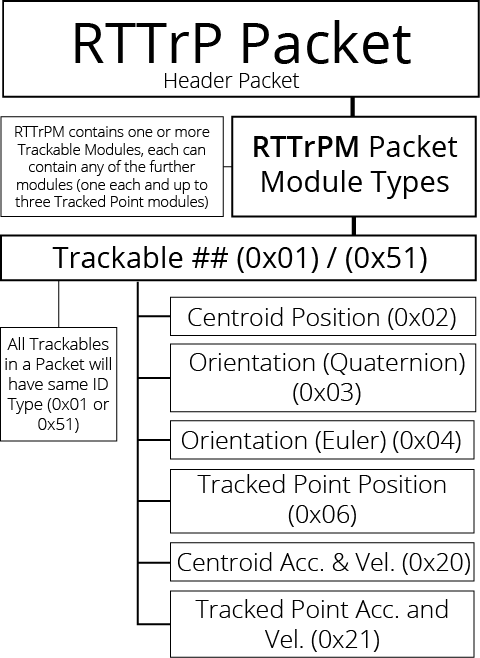 RTTrP Packet
Header Packet
RTTrPM contains one or more
Trackable Modules, each can
contain any of the further
modules (one each and up to
three Tracked Point modules)
RTTrPM Packet
Module Types
Trackable ## (0x01) / (0x51)
All Trackables
in a Packet will
have same ID
Type (0x01 or
0x51)
Centroid Position (0x02)
Orientation (Quaternion)
(0x03)
Orientation (Euler) (0x04)
Tracked Point Position
(0x06)
Centroid Acc. & Vel. (0x20)
Tracked Point Acc. and
Vel. (0x21)